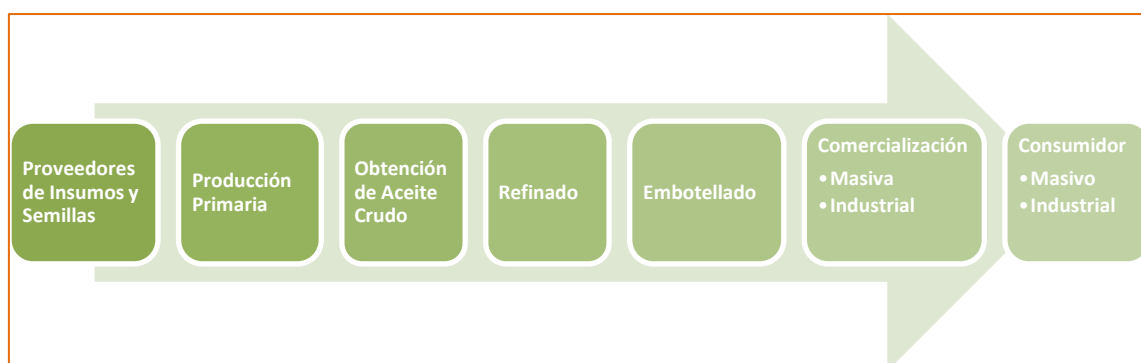 Proveedores
de Insumos y
Semillas
Producción
Primaria
Obtención
de Aceite
Crudo
Refinado
Embotellado
Comercialización
•Masiva
•Industrial
Consumidor
•Masivo
•Industrial